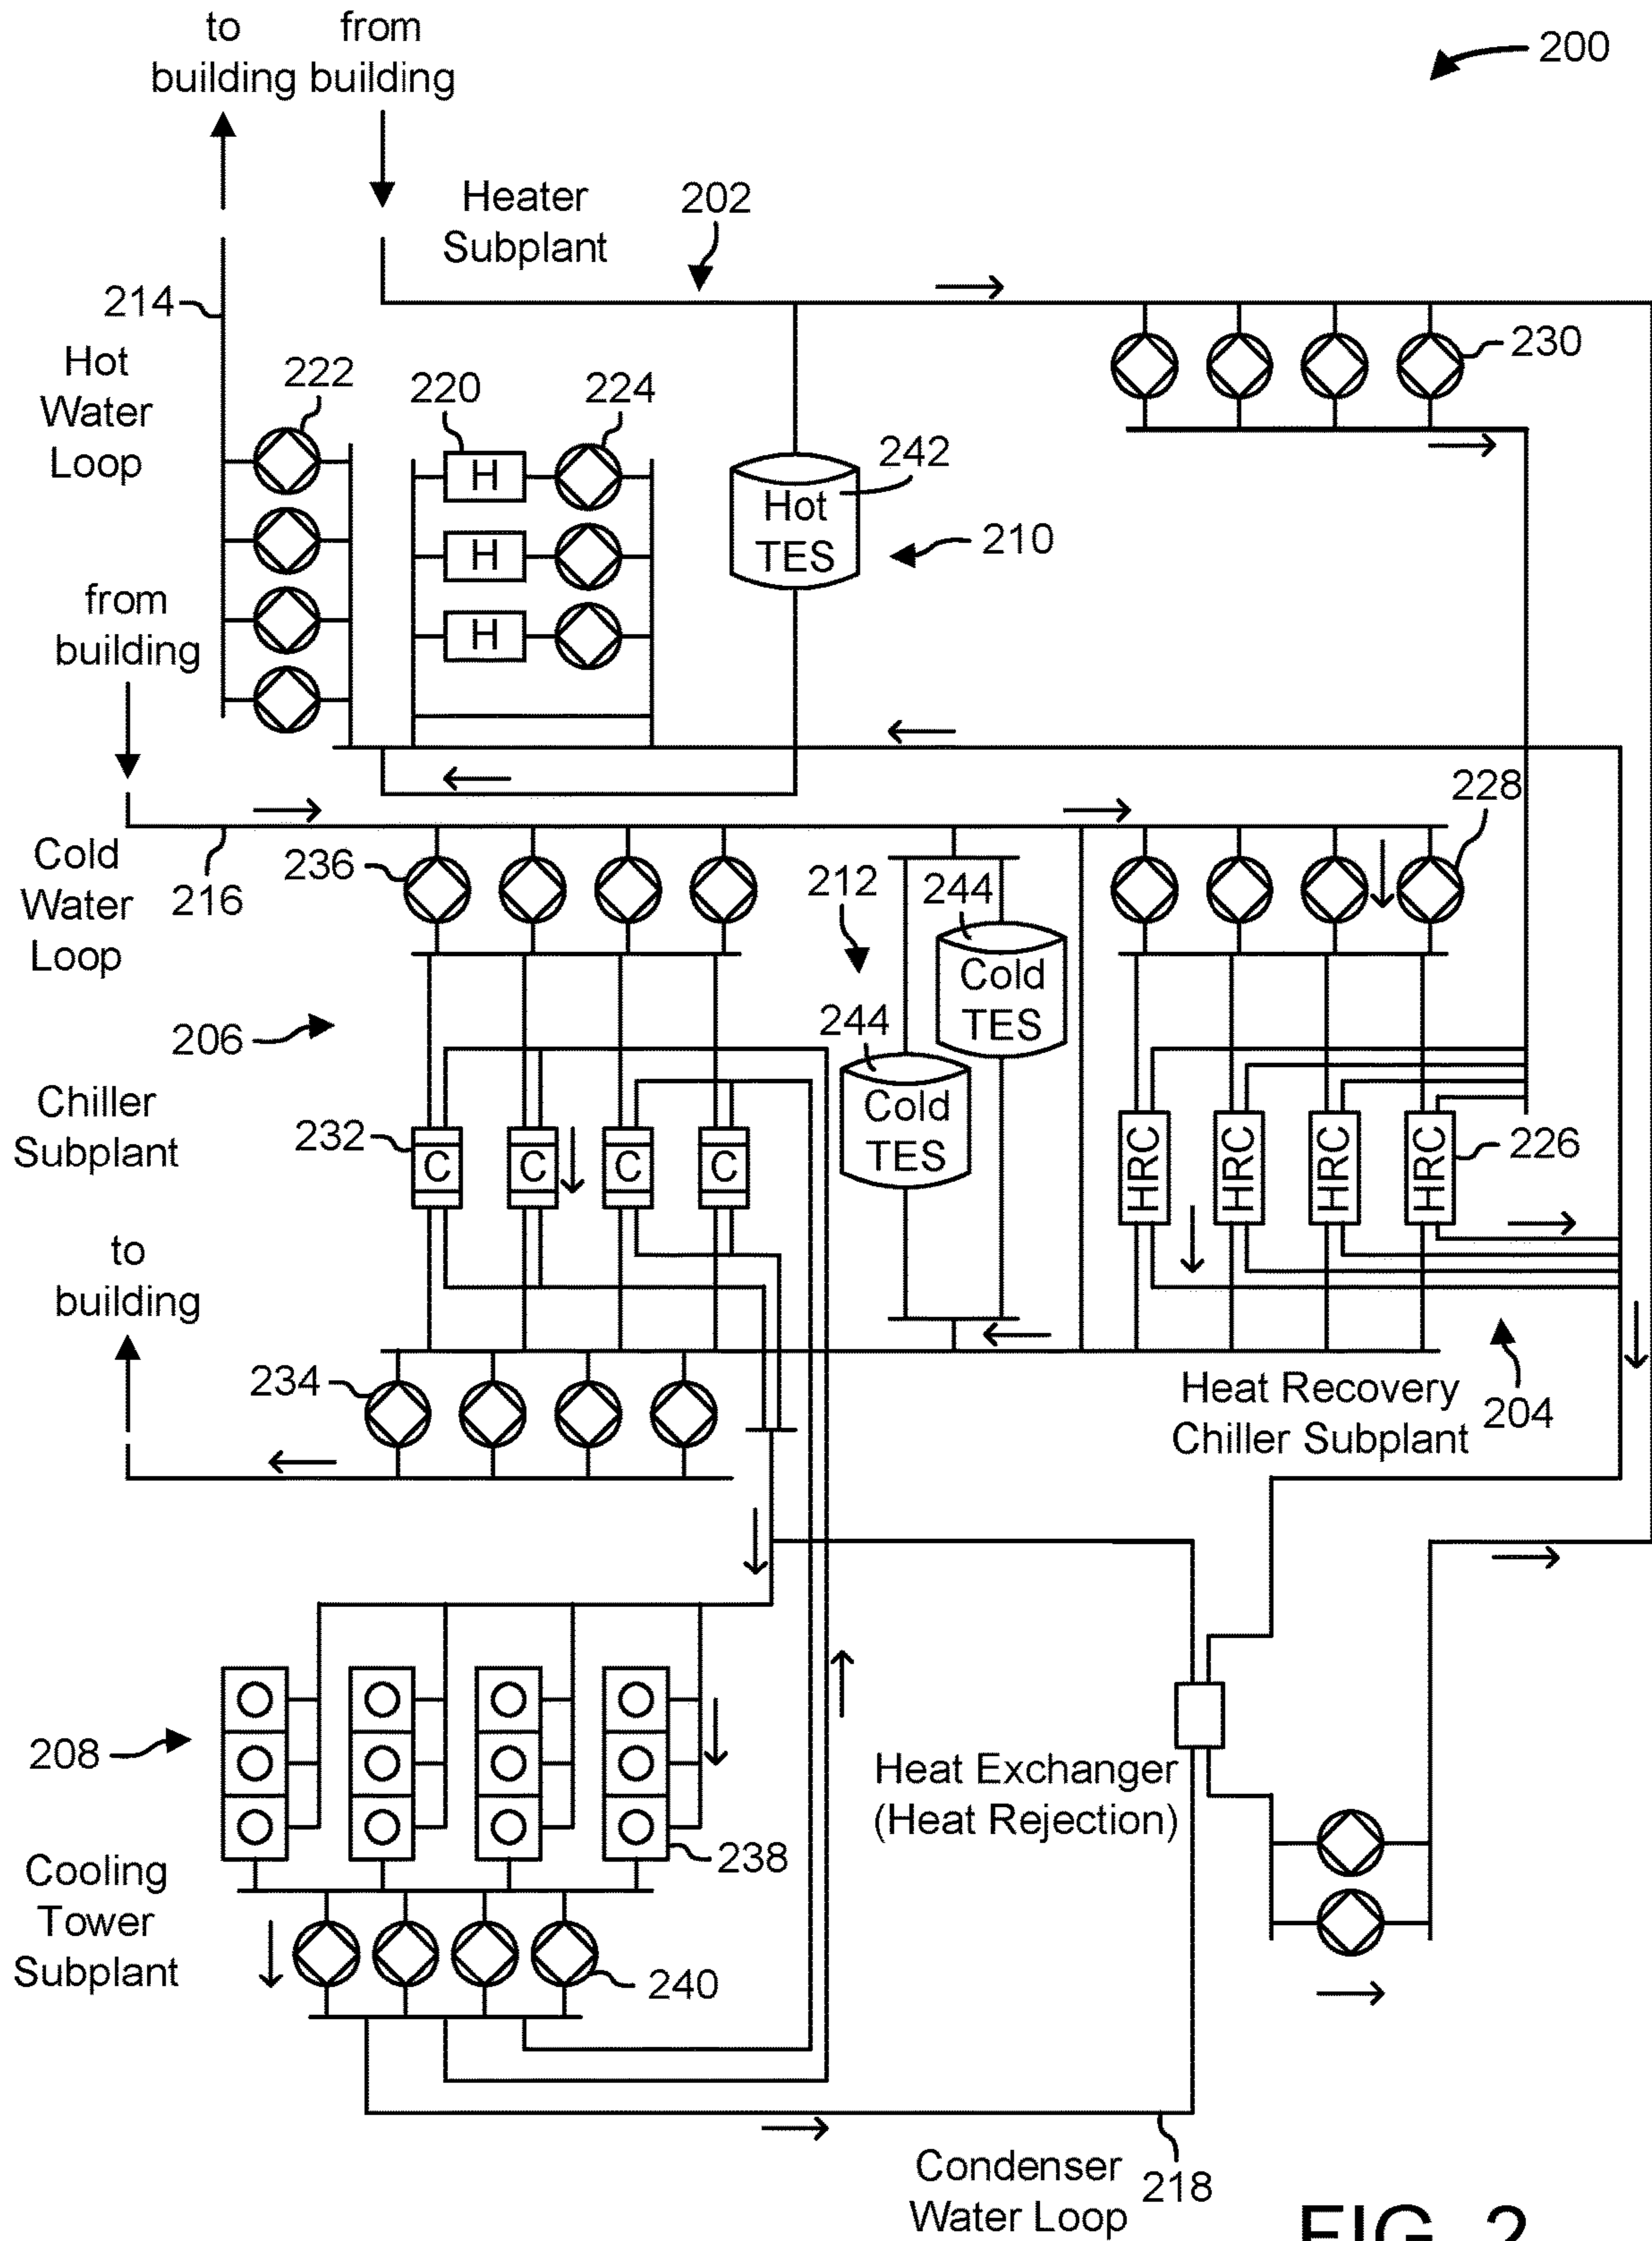 to from
building building
200
Heater
Subplant
202
214
Hot
Water
Loop
222
220
224
230
242
Hot
TES
210
H
H
H
from
building
228
Cold
Water
Loop
216
236
212
244
Cold
TES
244
Cold
TES
206
Chiller
Subplant
232
C C C C
HRC HRC HRC HRC
226
to
building
234
Heat Recovery
Chiller Subplant
204
208
Heat Exchanger
(Heat Rejection)
238
Cooling
Tower
Subplant
240
Condenser
Water Loop
218
FIG. 2